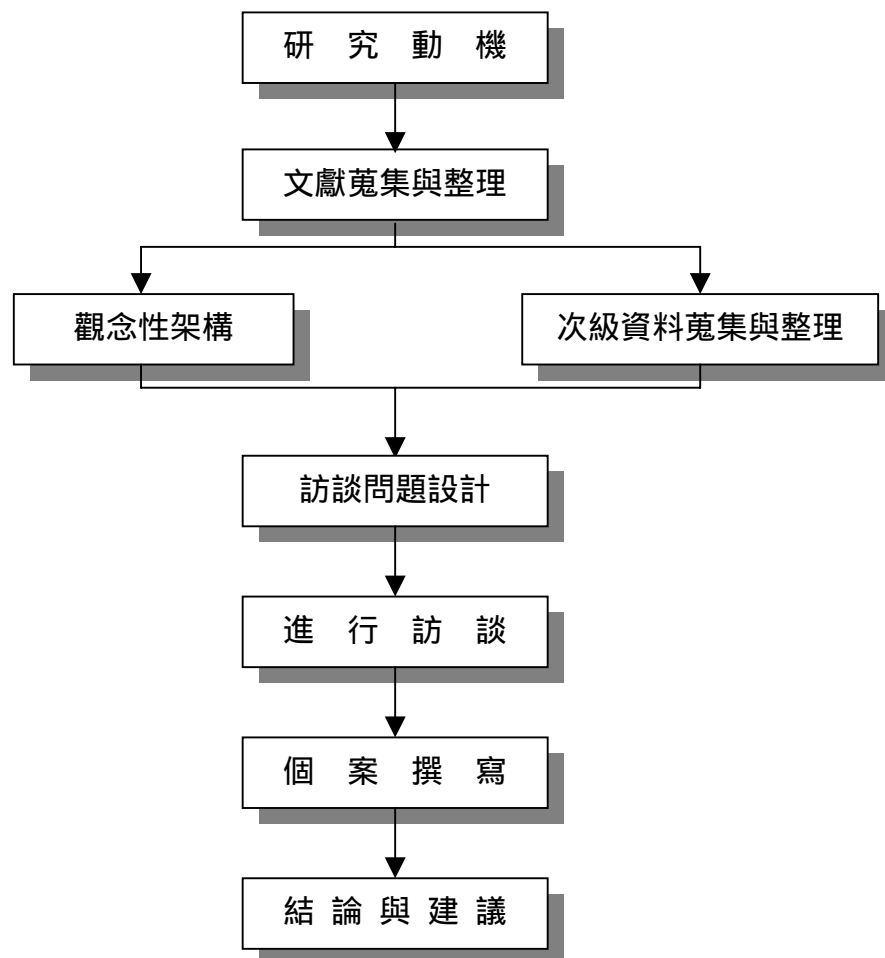 研 究 動 機
文獻蒐集與整理
觀念性架構
次級資料蒐集與整理
訪談問題設計
進 行 訪 談
個 案 撰 寫
結 論 與 建 議